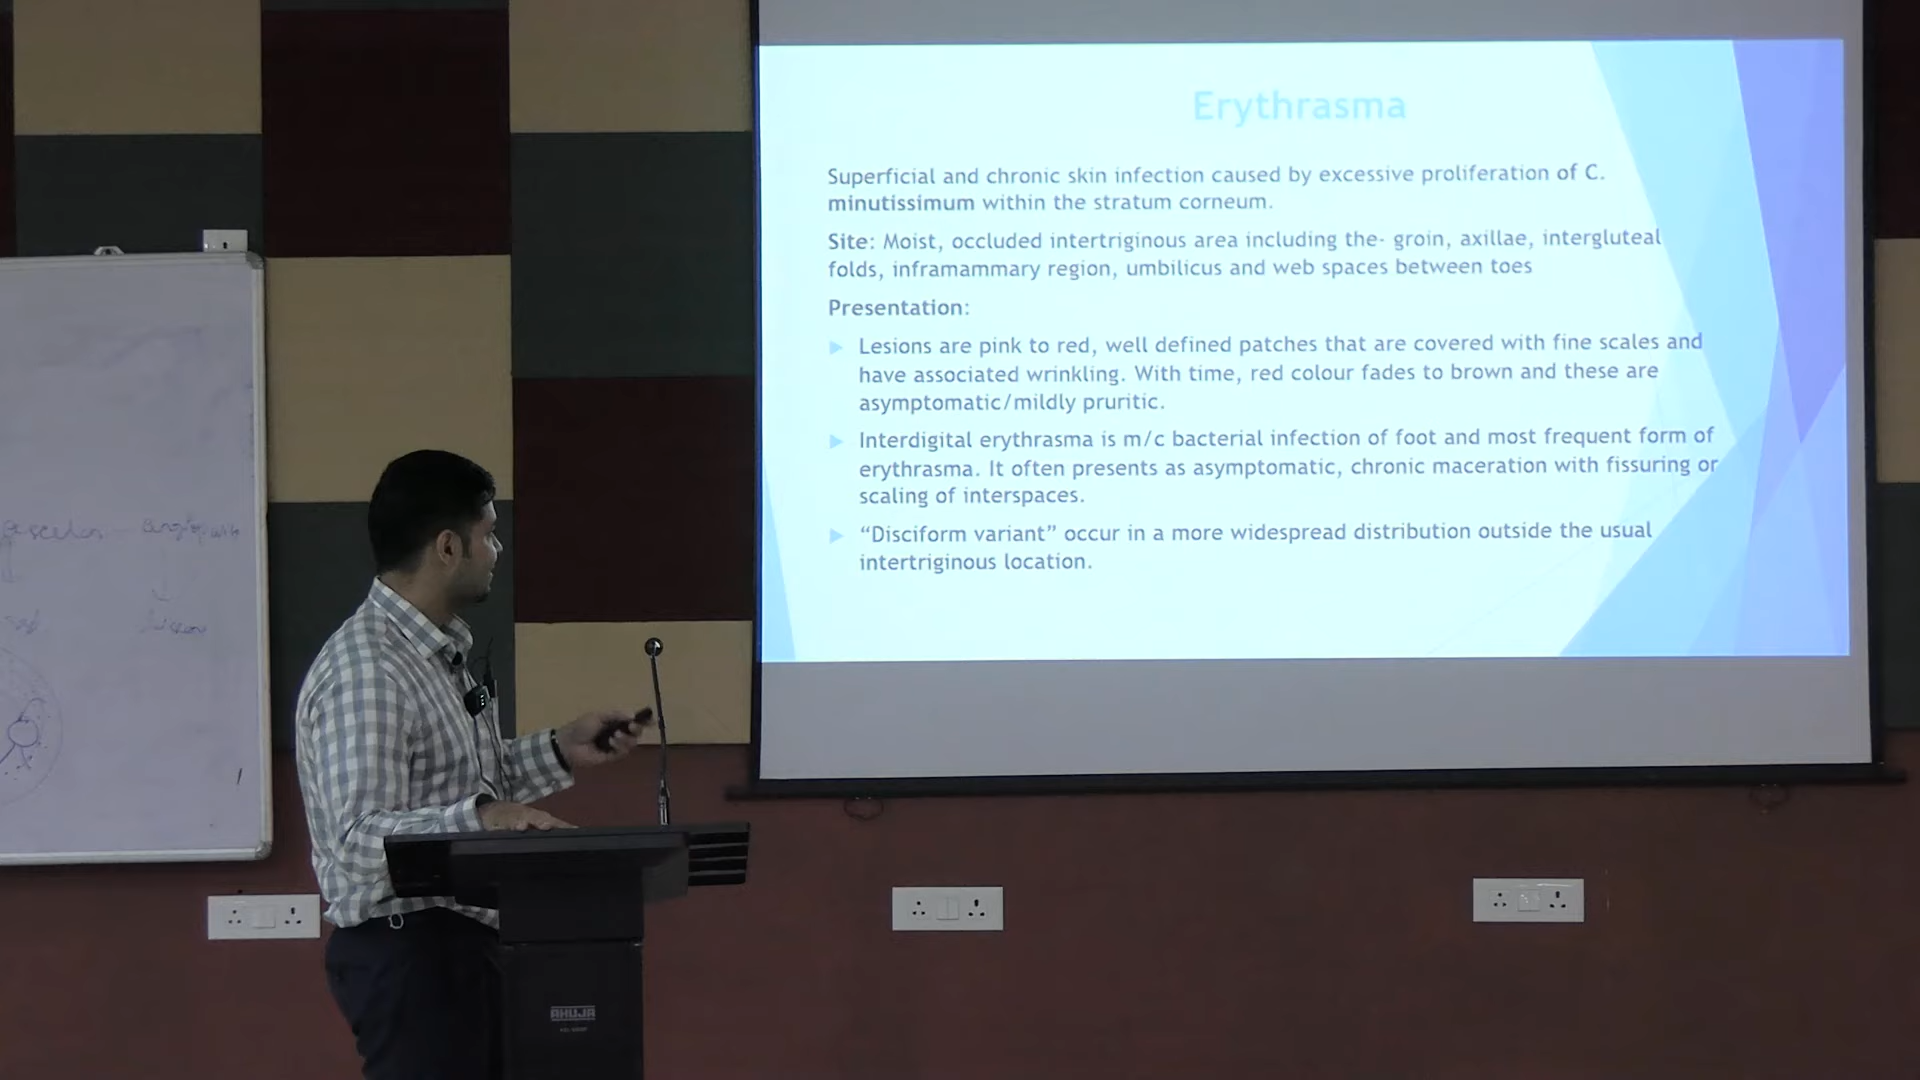 Erythrasma
Superficial and chronic skin infection caused by excessive proliferation of C.
minutissimum within the stratum corneum.
Site: Moist, occluded intertriginous area including the- groin, axillae, intergluteal
folds, inframammary region, umbilicus and web spaces between toes
Presentation:
Lesions are pink to red, well defined patches that are covered with fine scales and
have associated wrinkling. With time, red colour fades to brown and these are
asymptomatic/mildly pruritic.
Interdigital erythrasma is m/c bacterial infection of foot and most frequent form of
erythrasma. It often presents as asymptomatic, chronic maceration with fissuring or
scaling of interspaces.
“Disciform variant” occur in a more widespread distribution outside the usual
intertriginous location.
AHUJA